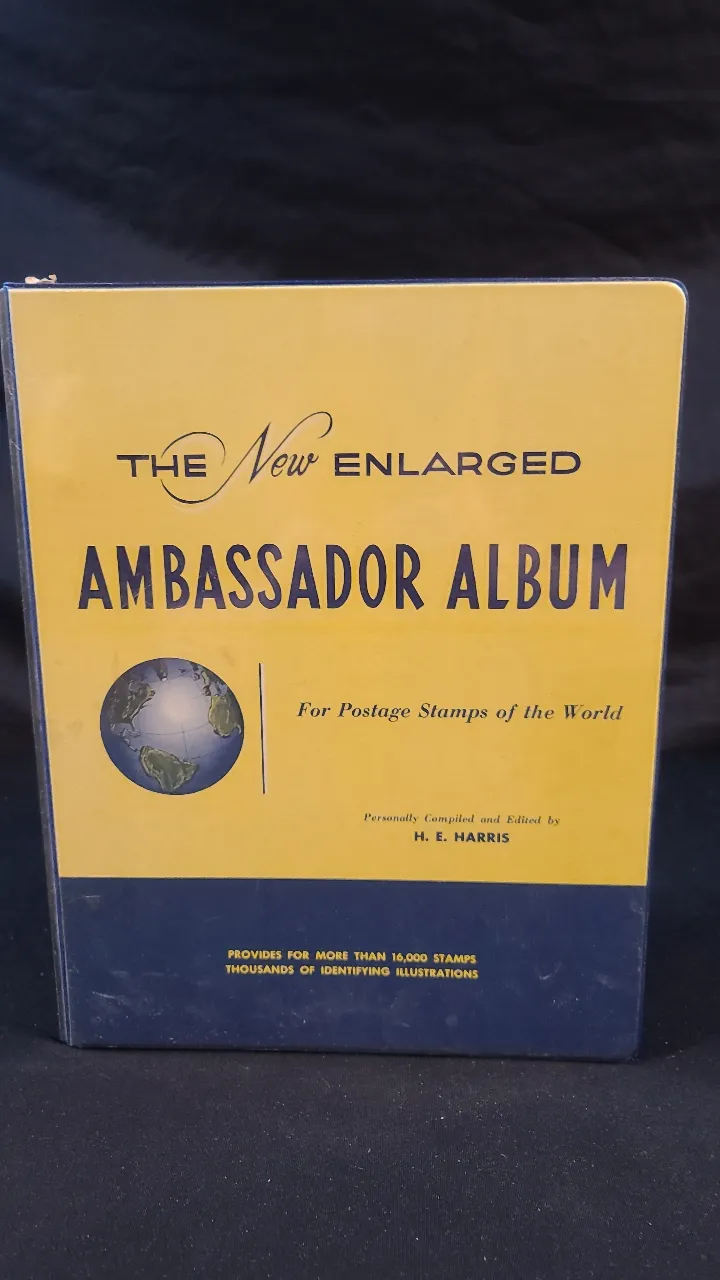 THE New ENLARGED
AMBASSADOR ALBUM
For Postage Stamps of the World
Personally Compiled and Edited by
H. E. HARRIS
PROVIDES FOR MORE THAN 16,000 STAMPS
THOUSANDS OF IDENTIFYING ILLUSTRATIONS